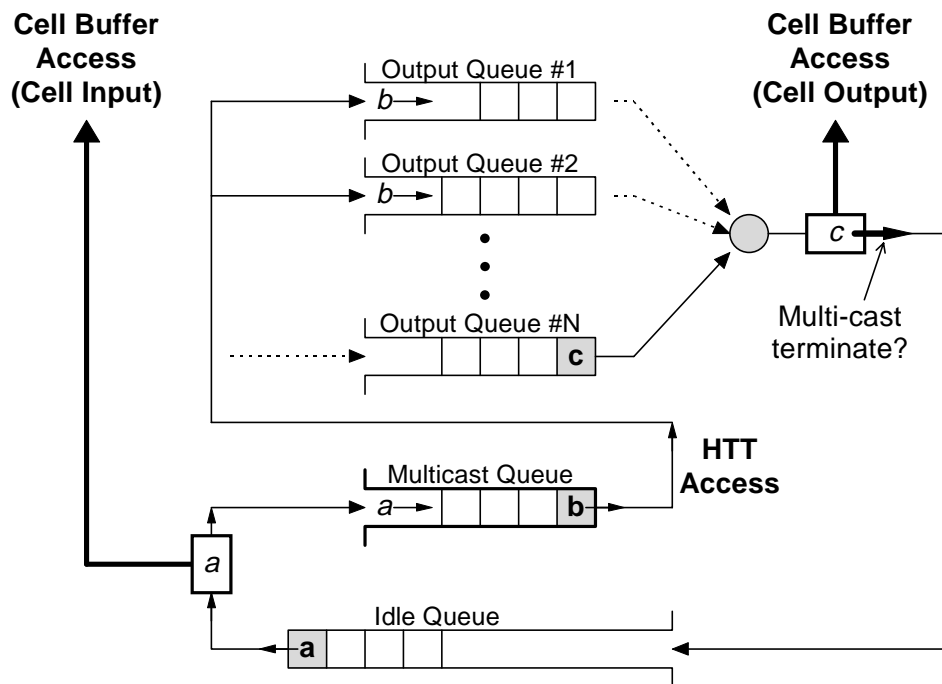 Cell Buffer
Access
(Cell Input)
Cell Buffer
Access
(Cell Output)
Output Queue #1
b
Output Queue #2
b
c
Multi-cast
terminate?
Output Queue #N
c
HTT
Access
Multicast Queue
a
b
a
Idle Queue
a